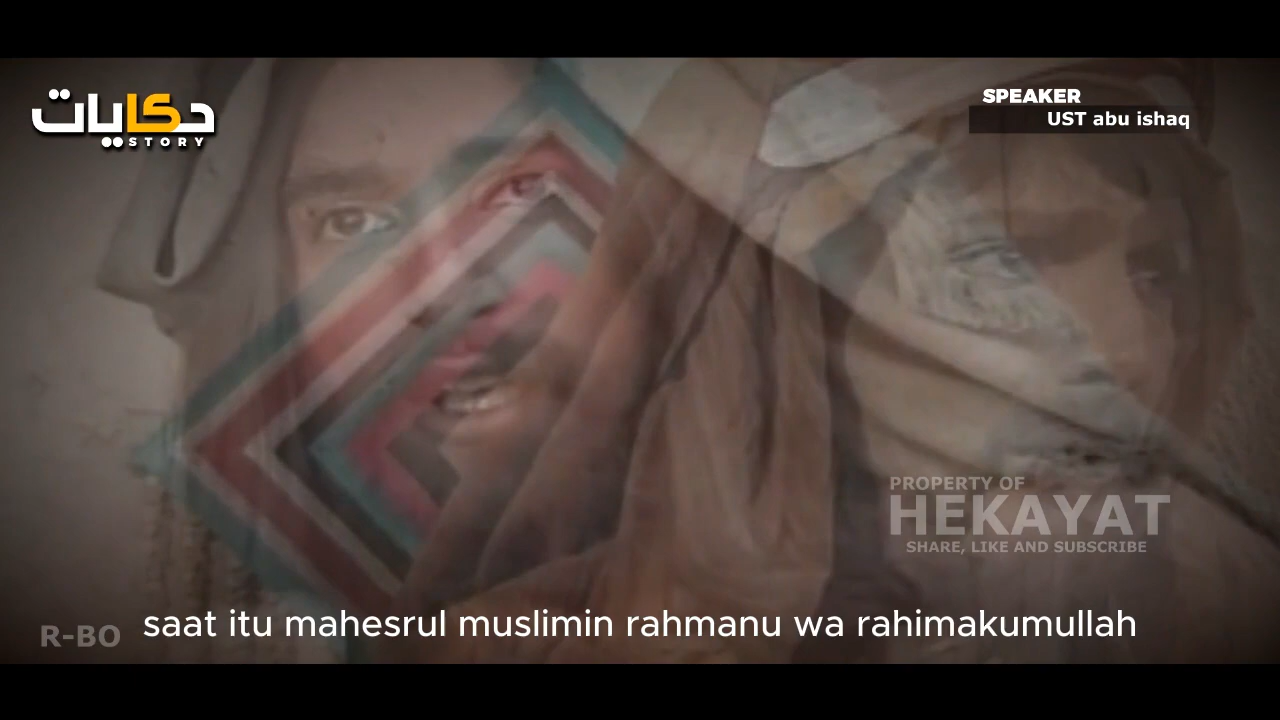 حكايات
STORY
SPEAKER
UST abu ishaq
PROPERTY OF
HEKAYAT
SHARE, LIKE AND SUBSCRIBE
R-BO
saat itu mahesrul muslimin rahmanu wa rahimakumullah